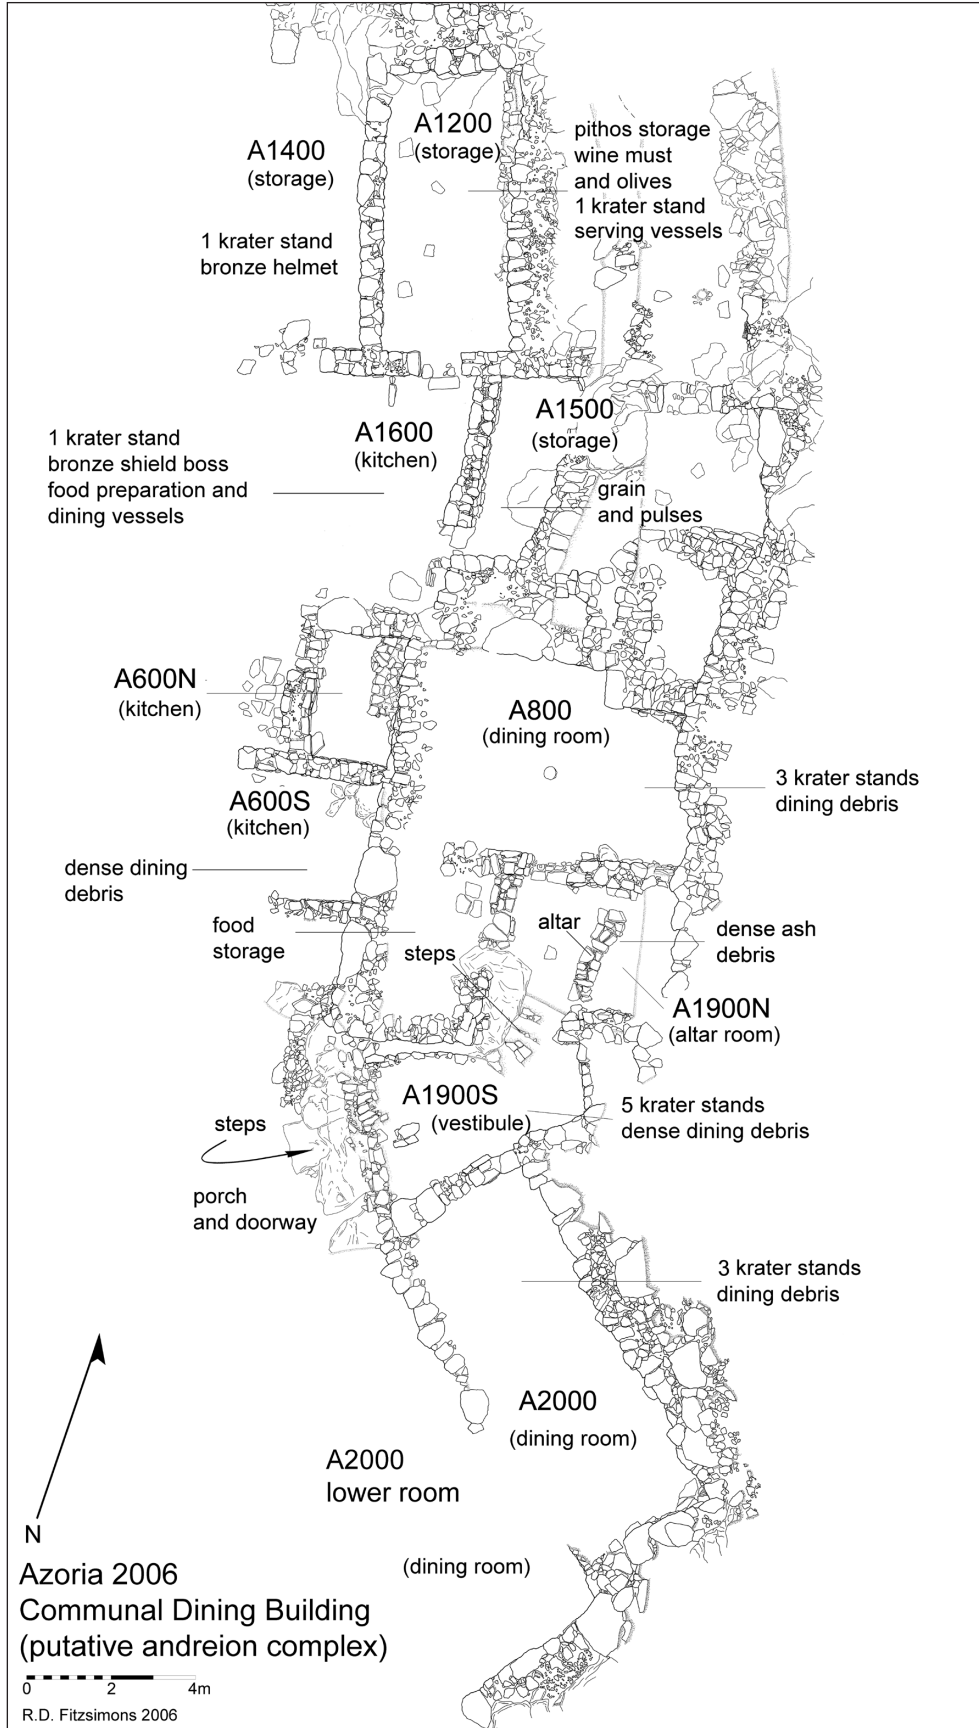 A1400
(storage)
A1200
(storage)
pithos storage
wine must
and olives
1 krater stand
serving vessels
1 krater stand
bronze helmet
A1500
(storage)
A1600
(kitchen)
1 krater stand
bronze shield boss
food preparation and
dining vessels
grain
and pulses
A600N
(kitchen)
A800
(dining room)
3 krater stands
dining debris
A600S
(kitchen)
dense dining
debris
food
storage
steps
altar
dense ash
debris
A1900N
(altar room)
A1900S
(vestibule)
5 krater stands
dense dining debris
steps
porch
and doorway
3 krater stands
dining debris
A2000
(dining room)
A2000
lower room
(dining room)
N
Azoria 2006
Communal Dining Building
(putative andreion complex)
0 2 4m
R.D. Fitzsimons 2006